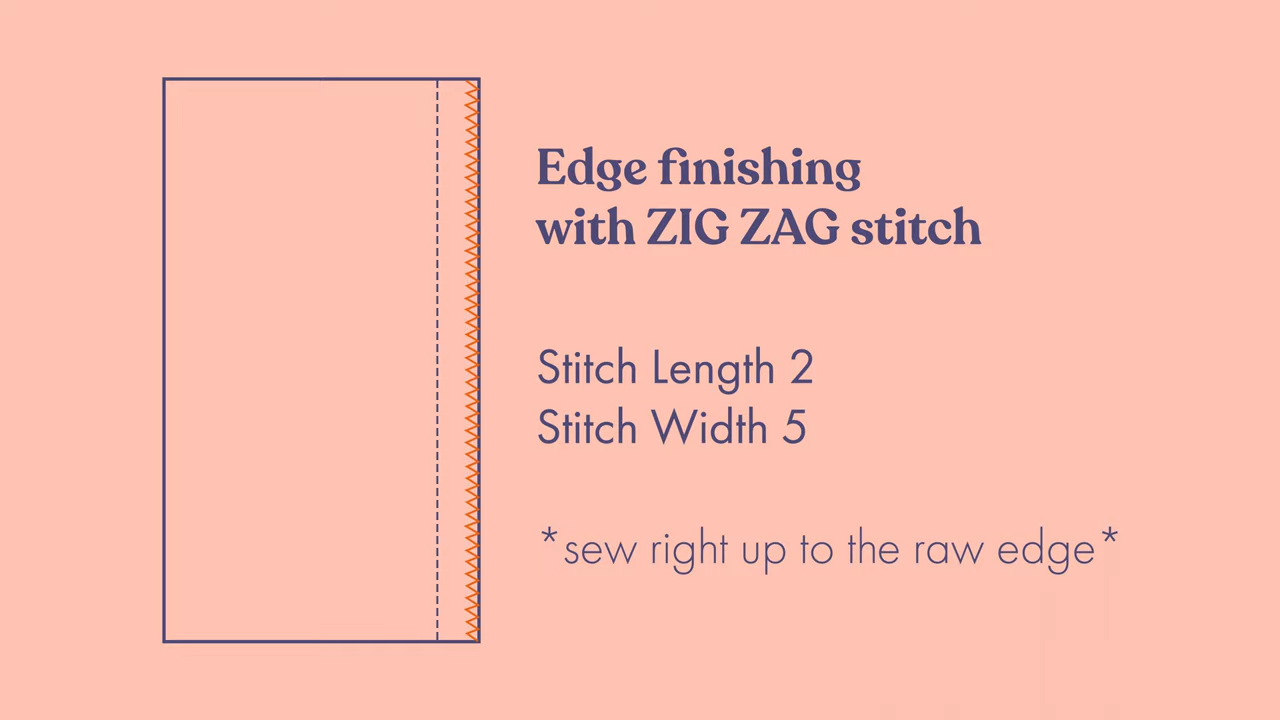 Edge finishing
with ZIG ZAG stitch
Stitch Length 2
Stitch Width 5
*sew right up to the raw edge*